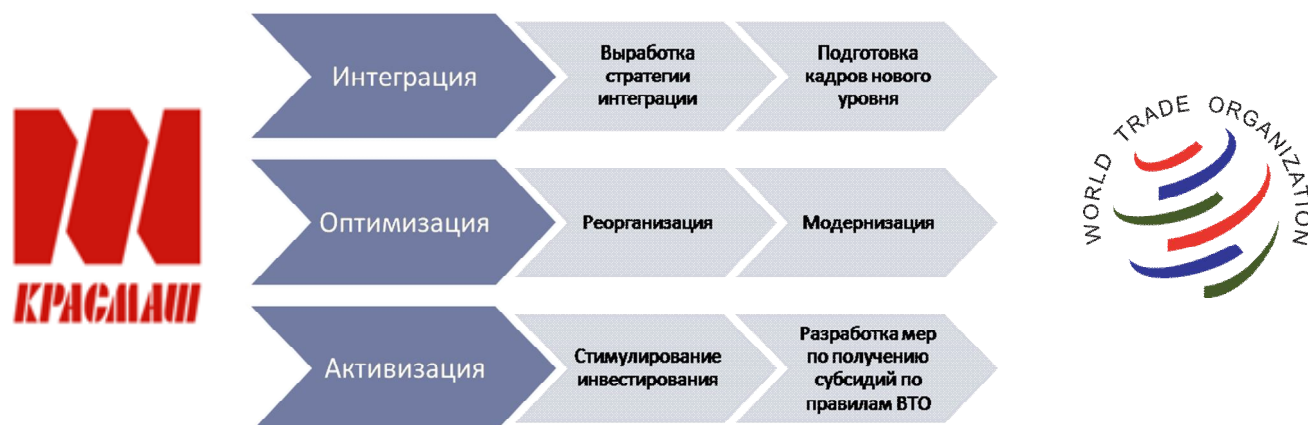 КРАСМАШ
Интеграция
Выработка
стратегии
интеграции
Подготовка
кадров нового
уровня
Оптимизация
Реорганизация
Модернизация
Активизация
Стимулирование
инвестирования
Разработка мер
по получению
субсидий по
правилам ВТО
WORLD TRADE ORGANIZATION